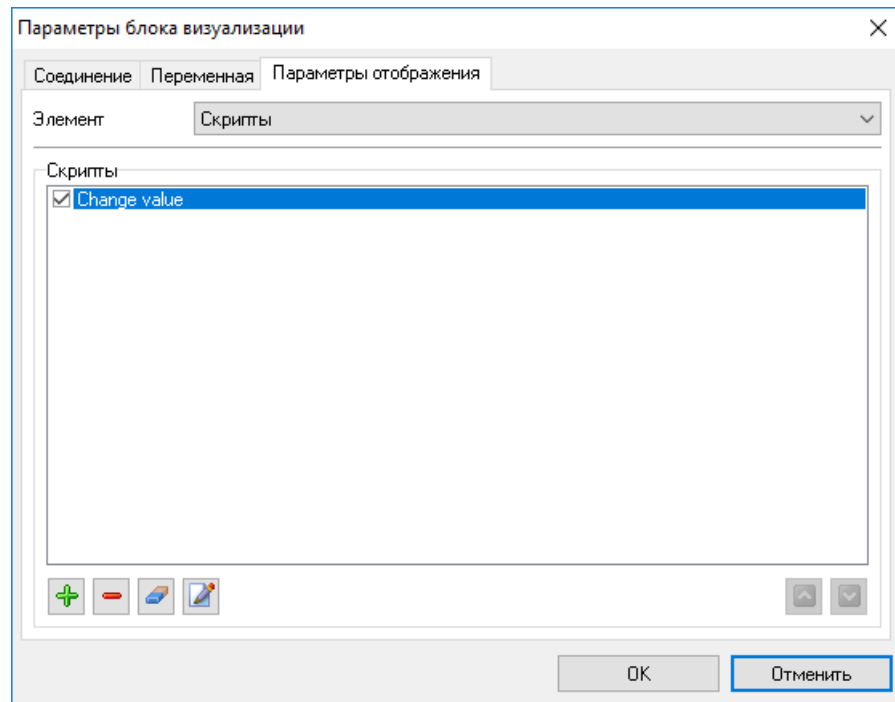 Параметры блока визуализации
Соединение Переменная Параметры отображения
Элемент Скрипты
Скрипты
Change value
OK Отменить